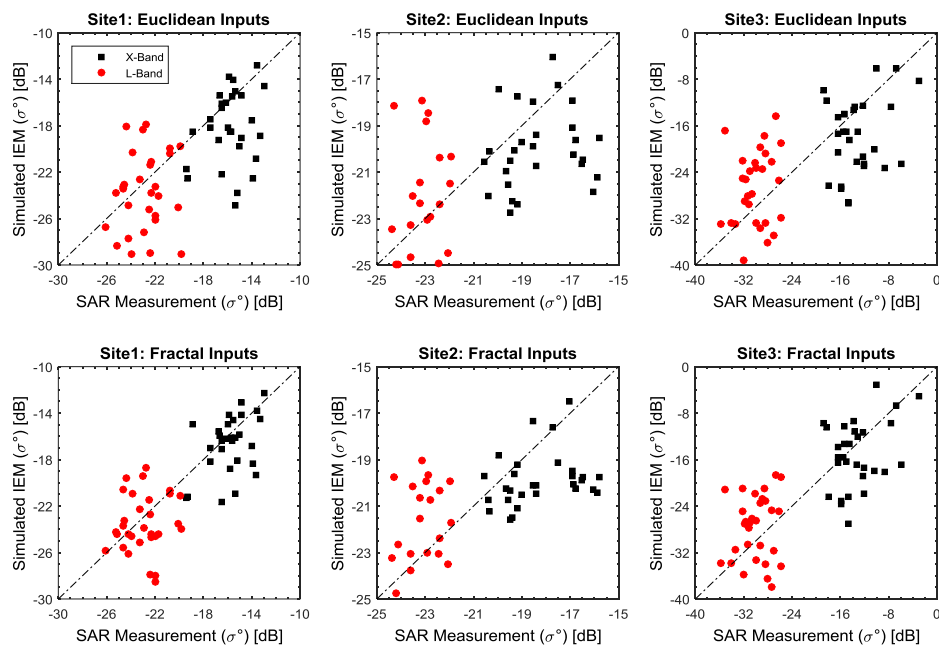 Site1: Euclidean Inputs
Site2: Euclidean Inputs
Site3: Euclidean Inputs
X-Band
L-Band
-10
-14
-18
-22
-26
-30
Simulated IEM (σ°) [dB]
-30 -26 -22 -18 -14 -10
SAR Measurement (σ°) [dB]
-15
-17
-19
-21
-23
-25
Simulated IEM (σ°) [dB]
-25 -23 -21 -19 -17 -15
SAR Measurement (σ°) [dB]
0
-8
-16
-24
-32
-40
Simulated IEM (σ°) [dB]
-40 -32 -24 -16 -8 0
SAR Measurement (σ°) [dB]
Site1: Fractal Inputs
Site2: Fractal Inputs
Site3: Fractal Inputs
-10
-14
-18
-22
-26
-30
Simulated IEM (σ°) [dB]
-30 -26 -22 -18 -14 -10
SAR Measurement (σ°) [dB]
-15
-17
-19
-21
-23
-25
Simulated IEM (σ°) [dB]
-25 -23 -21 -19 -17 -15
SAR Measurement (σ°) [dB]
0
-8
-16
-24
-32
-40
Simulated IEM (σ°) [dB]
-40 -32 -24 -16 -8 0
SAR Measurement (σ°) [dB]